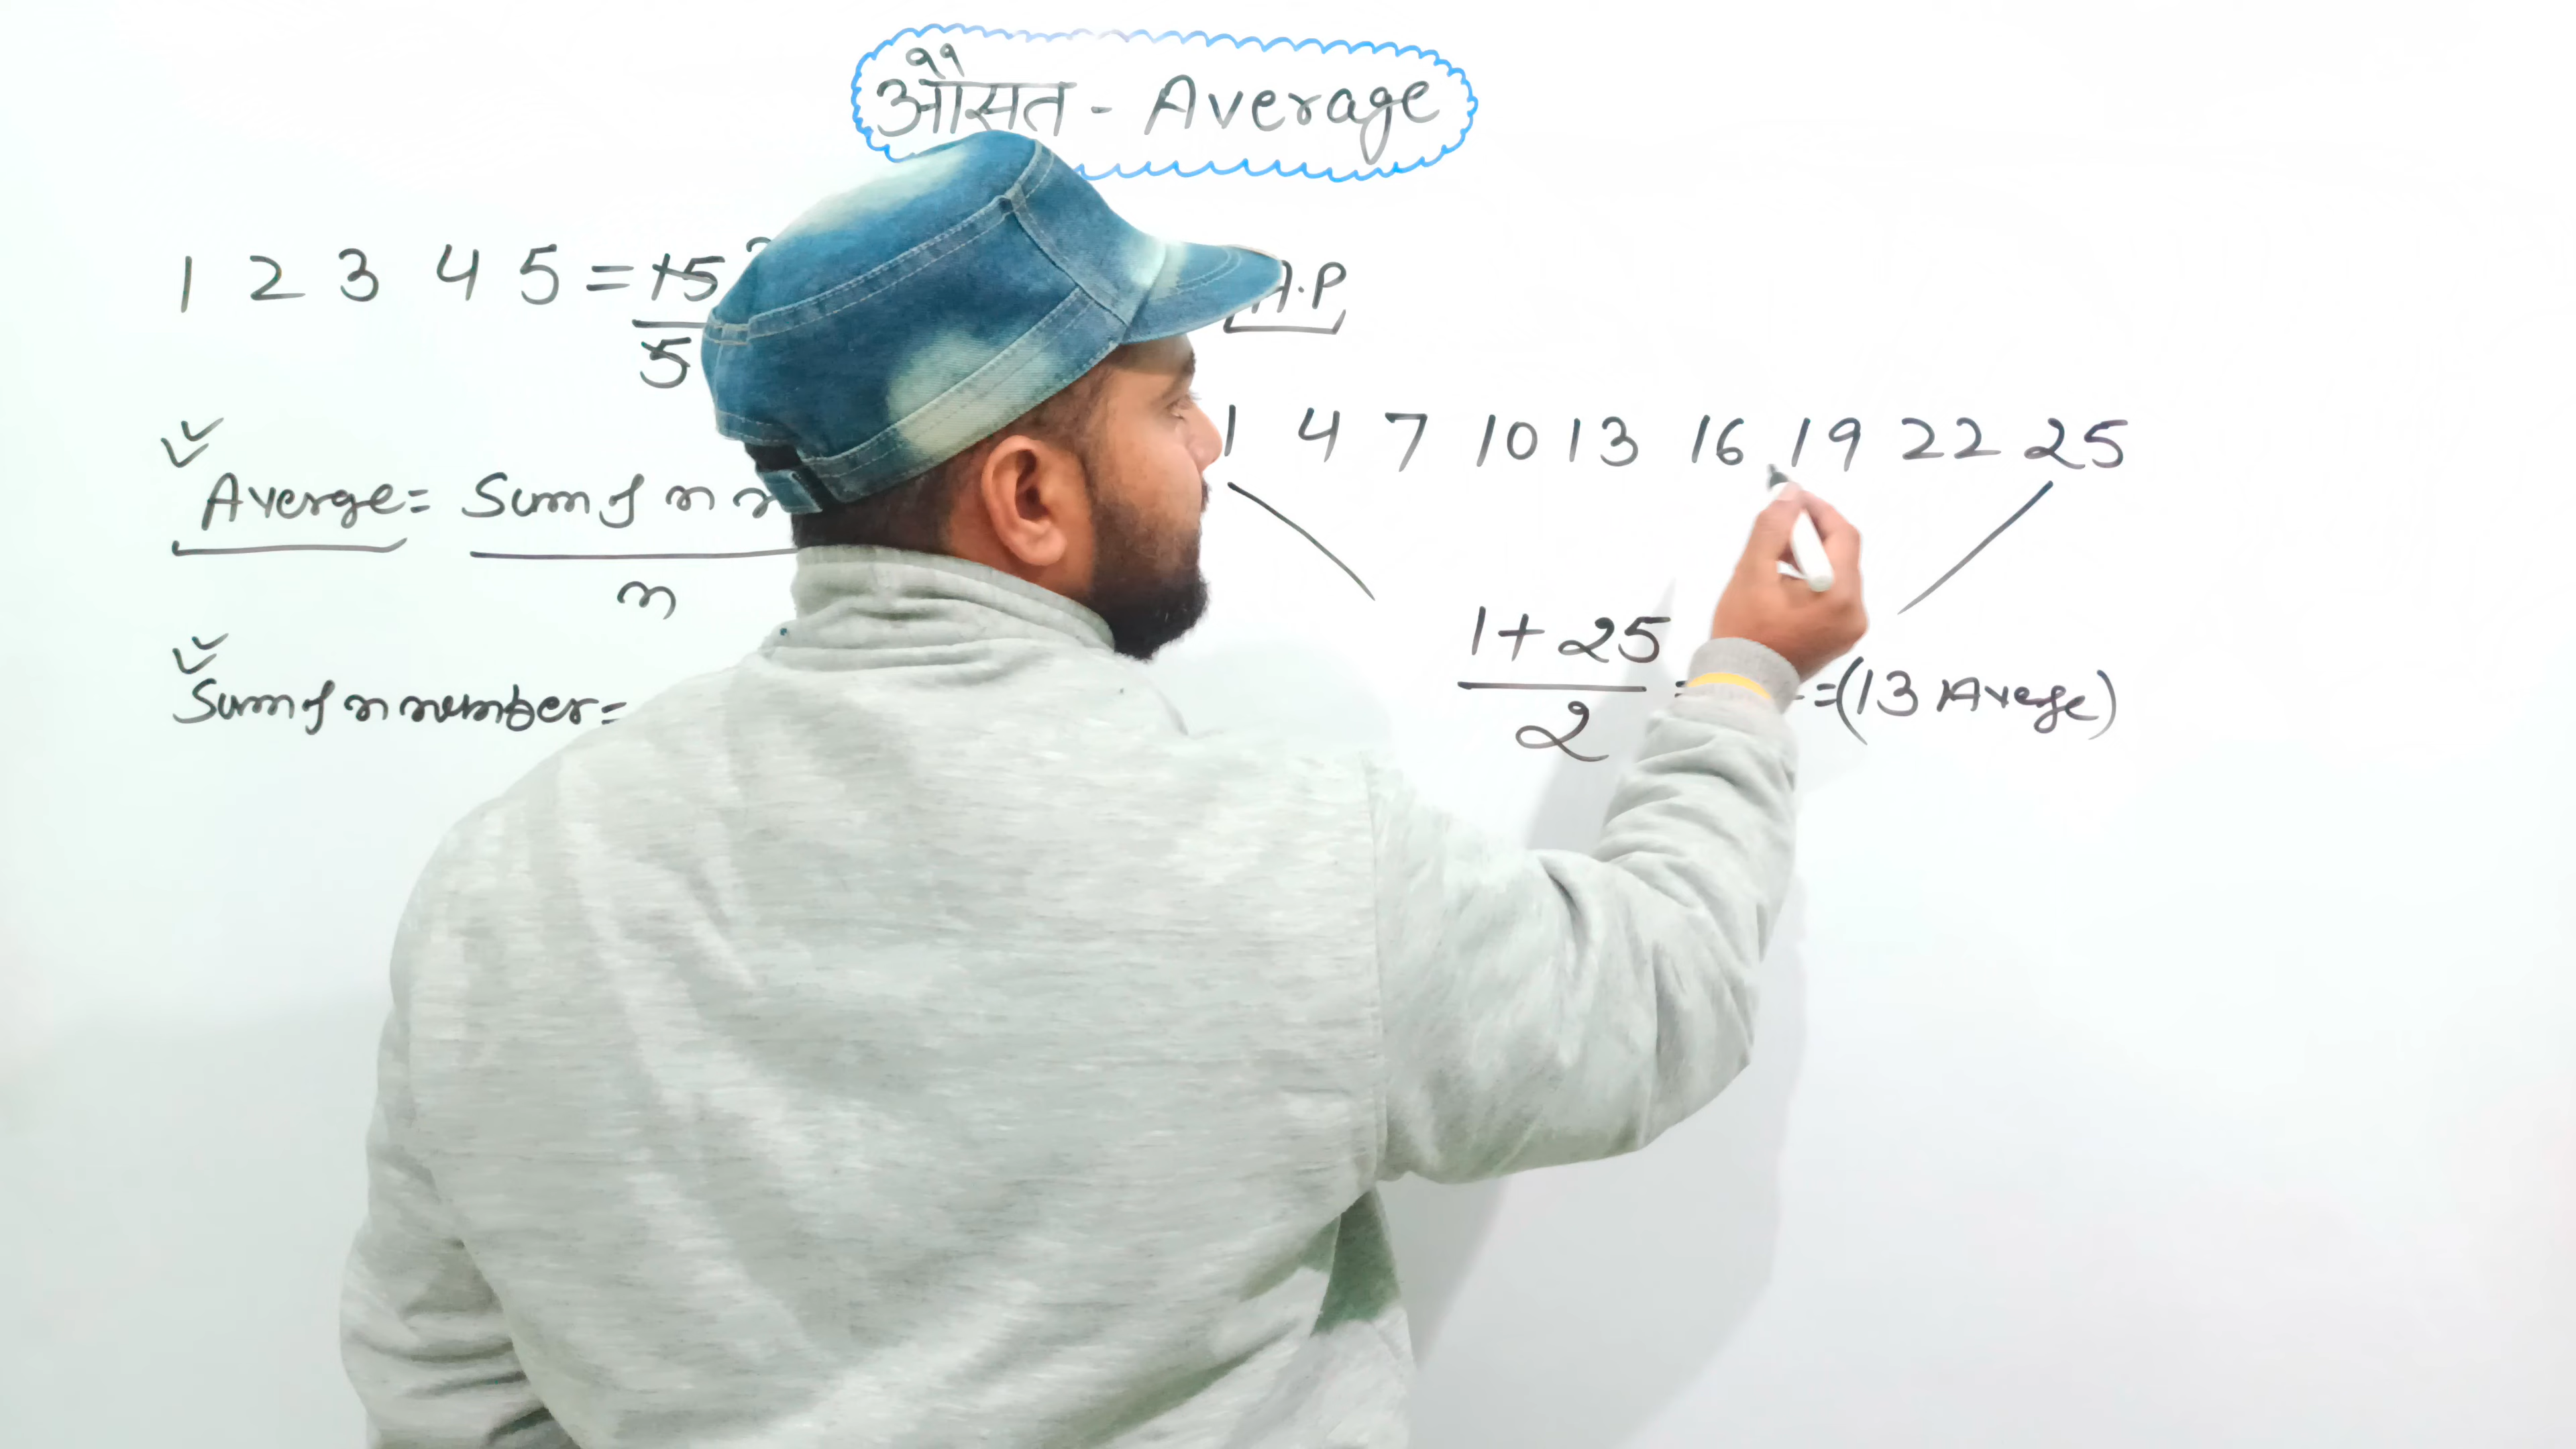 औसत - Average
1 2 3 4 5 = 15
5
A.P
1 4 7 10 13 16 19 22 25
Averge = Sum of n
n
1 + 25
2
= (13 Averge)
Sum of n number =